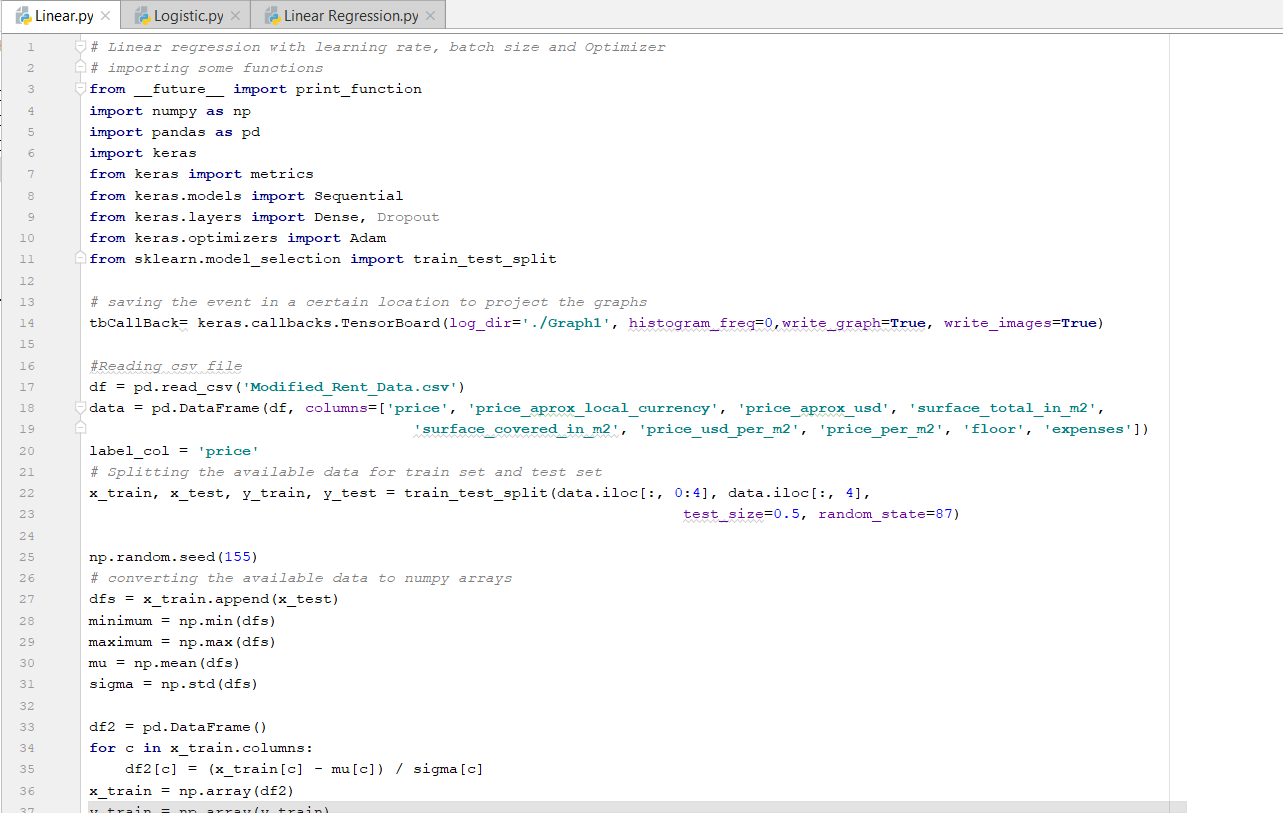 Linear.py Logistic.py Linear Regression.py
1 # Linear regression with learning rate, batch size and Optimizer
2 # importing some functions
3 from __future__ import print_function
4 import numpy as np
5 import pandas as pd
6 import keras
7 from keras import metrics
8 from keras.models import Sequential
9 from keras.layers import Dense, Dropout
10 from keras.optimizers import Adam
11 from sklearn.model_selection import train_test_split
12
13 # saving the event in a certain location to project the graphs
14 tbCallBack= keras.callbacks.TensorBoard(log_dir='./Graph1', histogram_freq=0,write_graph=True, write_images=True)
15
16 #Reading csv file
17 df = pd.read_csv('Modified_Rent_Data.csv')
18 data = pd.DataFrame(df, columns=['price', 'price_aprox_local_currency', 'price_aprox_usd', 'surface_total_in_m2',
19 'surface_covered_in_m2', 'price_usd_per_m2', 'price_per_m2', 'floor', 'expenses'])
20 label_col = 'price'
21 # Splitting the available data for train set and test set
22 x_train, x_test, y_train, y_test = train_test_split(data.iloc[:, 0:4], data.iloc[:, 4],
23 test_size=0.5, random_state=87)
24
25 np.random.seed(155)
26 # converting the available data to numpy arrays
27 dfs = x_train.append(x_test)
28 minimum = np.min(dfs)
29 maximum = np.max(dfs)
30 mu = np.mean(dfs)
31 sigma = np.std(dfs)
32
33 df2 = pd.DataFrame()
34 for c in x_train.columns:
35 df2[c] = (x_train[c] - mu[c]) / sigma[c]
36 x_train = np.array(df2)
37 y_train = np.array(y_train)